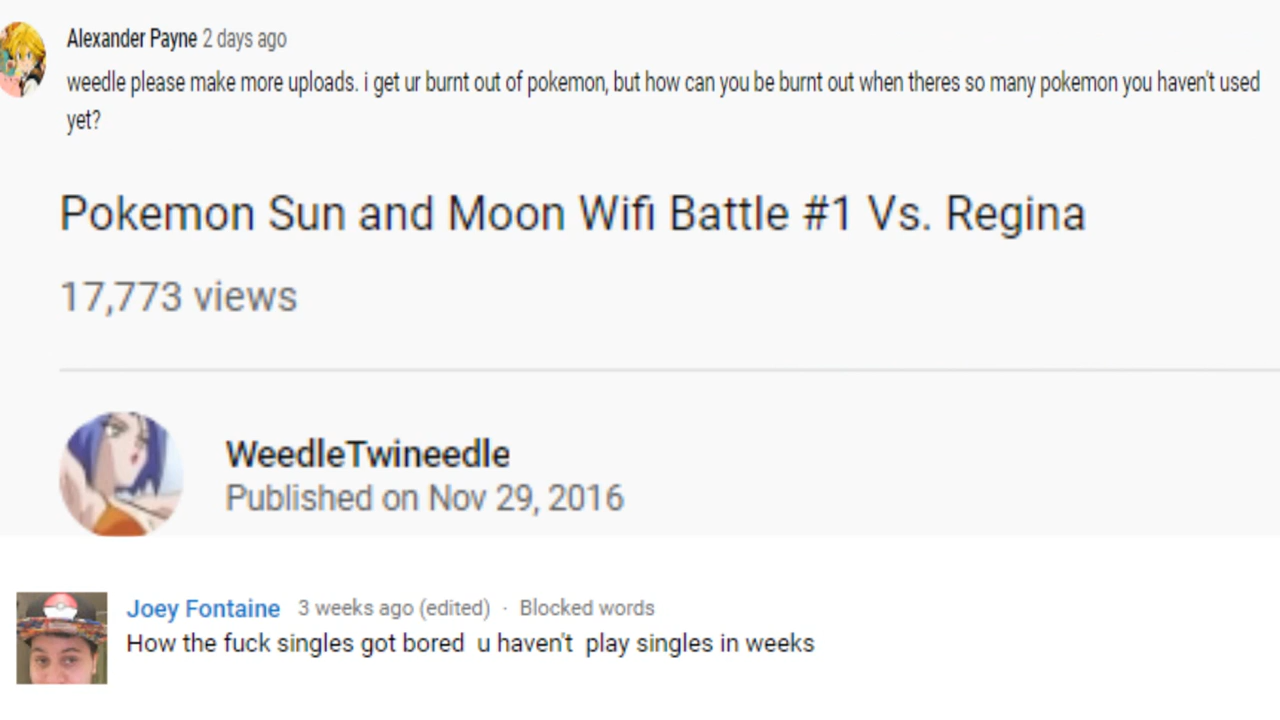 Alexander Payne 2 days ago
weedle please make more uploads. i get ur burnt out of pokemon, but how can you be burnt out when theres so many pokemon you haven't used
yet?
Pokemon Sun and Moon Wifi Battle #1 Vs. Regina
17,773 views
WeedleTwineedle
Published on Nov 29, 2016
Joey Fontaine 3 weeks ago (edited) · Blocked words
How the fuck singles got bored u haven't play singles in weeks